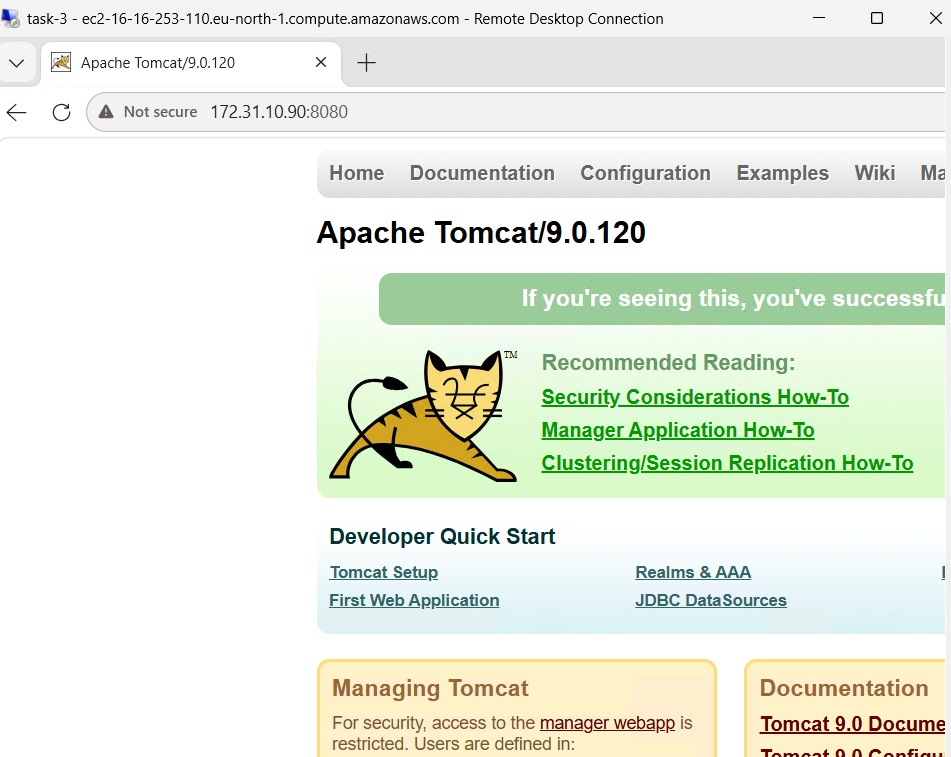 task-3 - ec2-16-16-253-110.eu-north-1.compute.amazonaws.com - Remote Desktop Connection
Apache Tomcat/9.0.120
Not secure 172.31.10.90:8080
Home Documentation Configuration Examples Wiki Ma
Apache Tomcat/9.0.120
If you're seeing this, you've successfu
TM
Recommended Reading:
Security Considerations How-To
Manager Application How-To
Clustering/Session Replication How-To
Developer Quick Start
Tomcat Setup Realms & AAA
First Web Application JDBC DataSources
Managing Tomcat
For security, access to the manager webapp is
restricted. Users are defined in:
Documentation
Tomcat 9.0 Docume
Tomcat 9.0 Configu